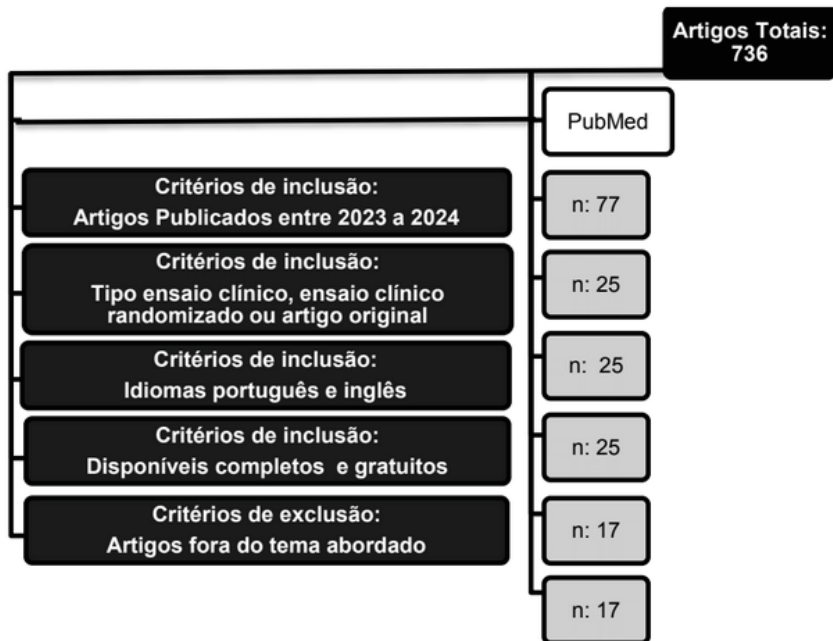 Artigos Totais:
736
PubMed
Critérios de inclusão:
Artigos Publicados entre 2023 a 2024
n: 77
Critérios de inclusão:
Tipo ensaio clínico, ensaio clínico
randomizado ou artigo original
n: 25
Critérios de inclusão:
Idiomas português e inglês
n: 25
Critérios de inclusão:
Disponíveis completos e gratuitos
n: 25
Critérios de exclusão:
Artigos fora do tema abordado
n: 17
n: 17